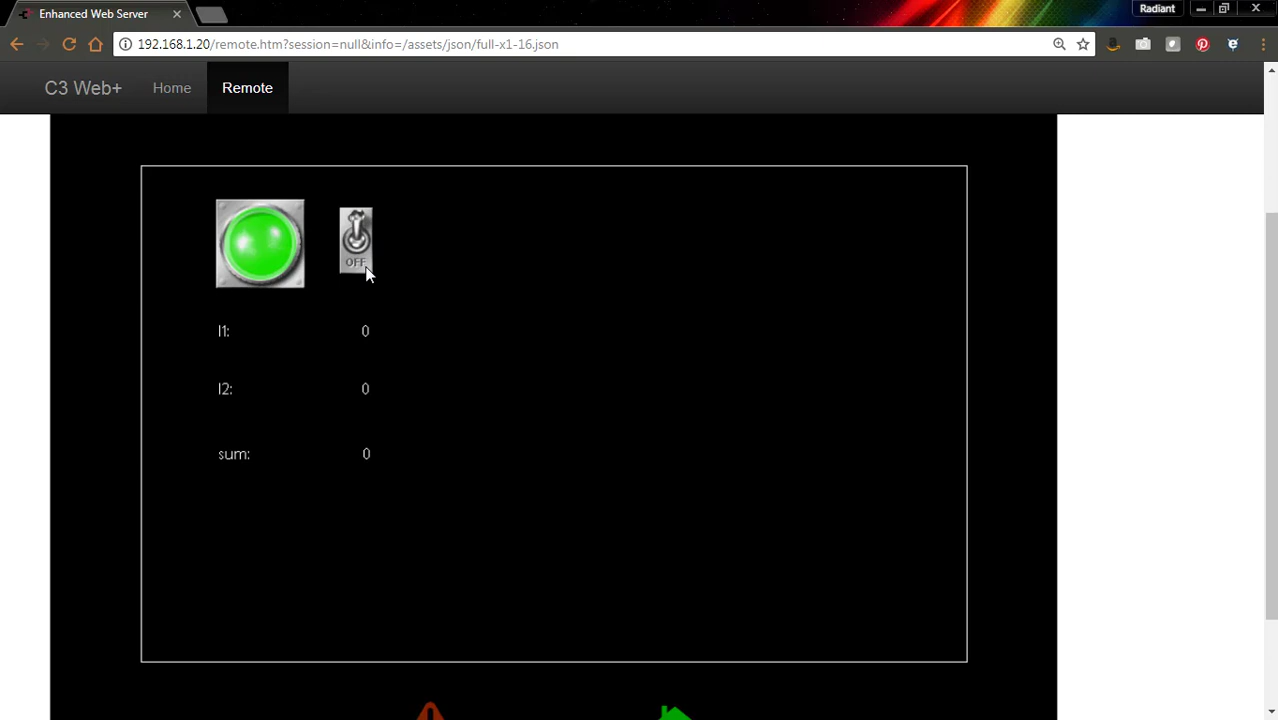 Enhanced Web Server
Radiant
192.168.1.20/remote.htm?session=null&info=/assets/json/full-x1-16.json
C3 Web+ Home Remote
OFF
I1: 0
I2: 0
sum: 0